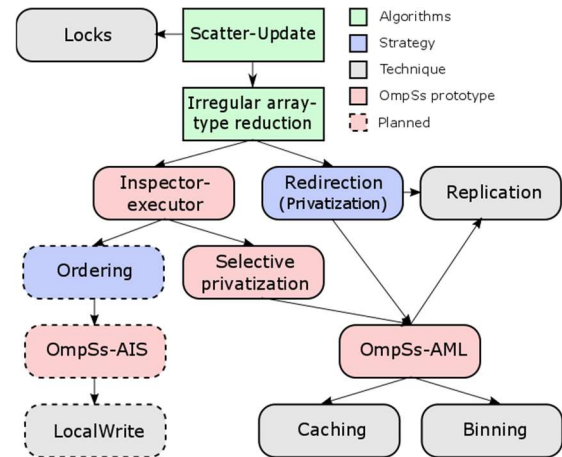 Locks
Scatter-Update
Algorithms
Strategy
Technique
OmpSs prototype
Planned
Irregular array-
type reduction
Inspector-
executor
Redirection
(Privatization)
Replication
Ordering
Selective
privatization
OmpSs-AIS
OmpSs-AML
LocalWrite
Caching
Binning